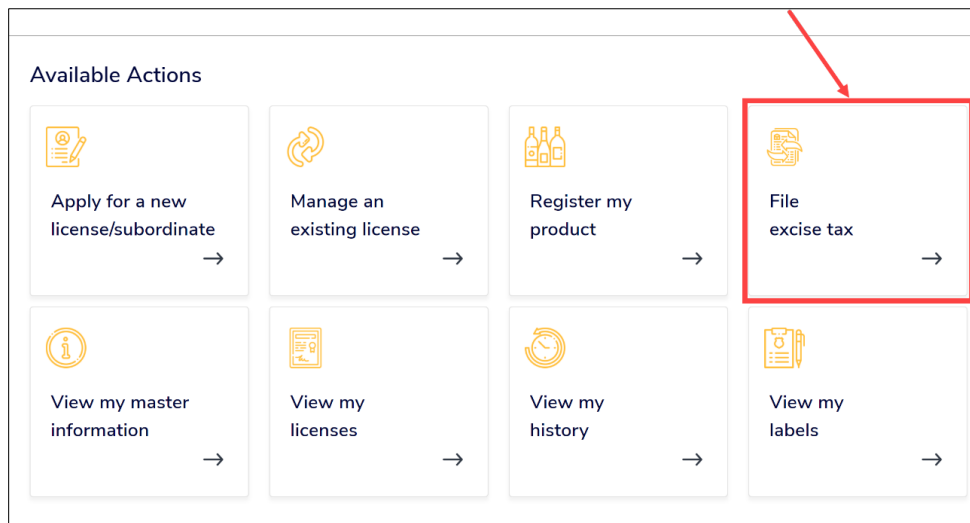 Available Actions
Apply for a new
license/subordinate
Manage an
existing license
Register my
product
File
excise tax
View my master
information
View my
licenses
View my
history
View my
labels